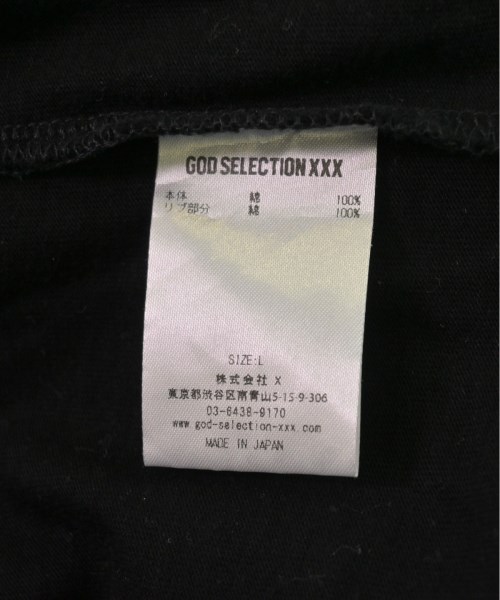 GOD SELECTION XXX
本体 綿 100%
リブ部分 綿 100%
SIZE:L
株式会社 X
東京都渋谷区南青山5-15-9-306
03-6438-9170
www.god-selection-xxx.com
MADE IN JAPAN